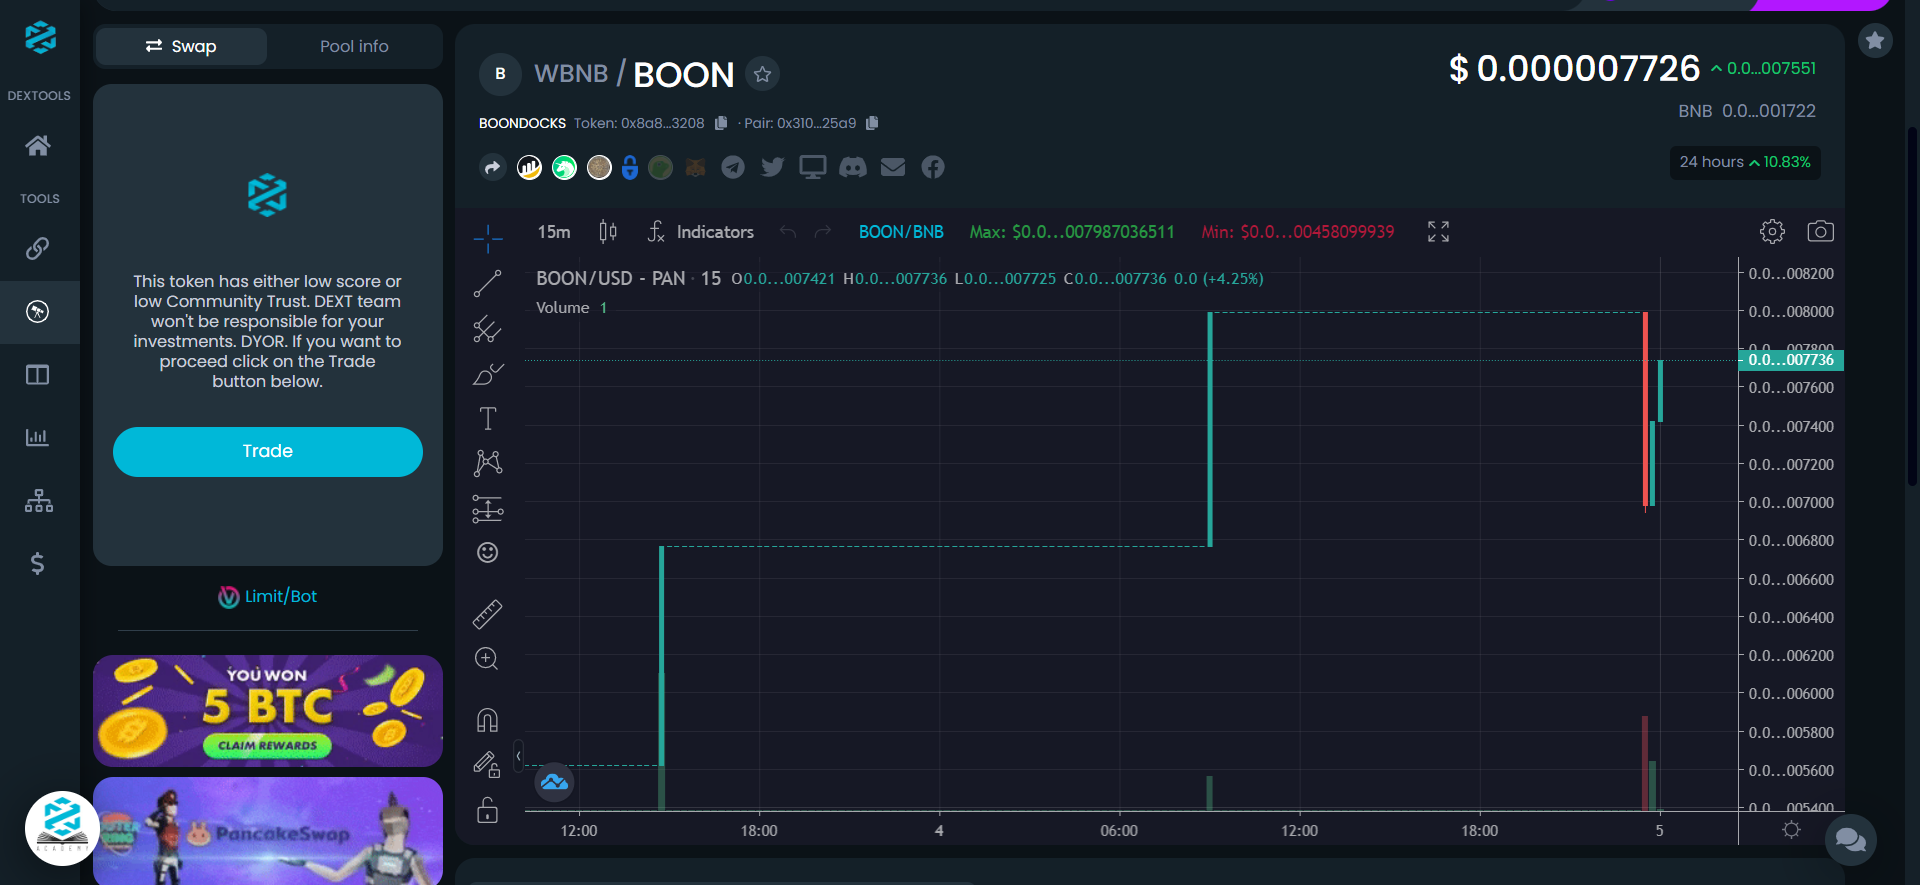 DEXTOOLS
TOOLS
Swap
Pool info
This token has either low score or
low Community Trust. DEXT team
won't be responsible for your
investments. DYOR. If you want to
proceed click on the Trade
button below.
Trade
Limit/Bot
YOU WON
5 BTC
CLAIM REWARDS
PancakeSwap
ACADEMY
B
WBNB / BOON
$ 0.000007726 0.0...007551
BNB 0.0...001722
BOONDOCKS Token: 0x8a8...3208 · Pair: 0x310...25a9
24 hours 10.83%
15m
Indicators
BOON/BNB
Max: $0.0...007987036511
Min: $0.0...00458099939
BOON/USD - PAN · 15 O0.0...007421 H0.0...007736 L0.0...007725 C0.0...007736 0.0 (+4.25%)
Volume 1
0.0...008200
0.0...008000
0.0...007800
0.0...007736
0.0...007600
0.0...007400
0.0...007200
0.0...007000
0.0...006800
0.0...006600
0.0...006400
0.0...006200
0.0...006000
0.0...005800
0.0...005600
0.0...005400
12:00 18:00 4 06:00 12:00 18:00 5